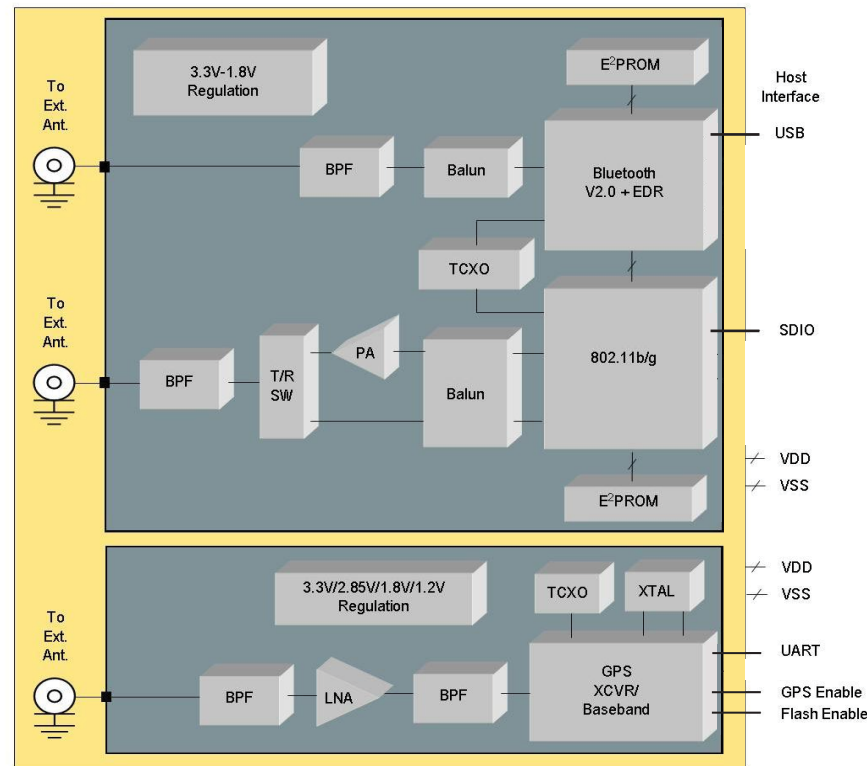 3.3V-1.8V
Regulation
E²PROM
Host
Interface
To
Ext.
Ant.
USB
BPF
Balun
Bluetooth
V2.0 + EDR
TCXO
To
Ext.
Ant.
SDIO
PA
802.11b/g
BPF
T/R
SW
Balun
VDD
VSS
E²PROM
3.3V/2.85V/1.8V/1.2V
Regulation
TCXO
XTAL
VDD
VSS
To
Ext.
Ant.
UART
BPF
LNA
BPF
GPS
XCVR/
Baseband
GPS Enable
Flash Enable